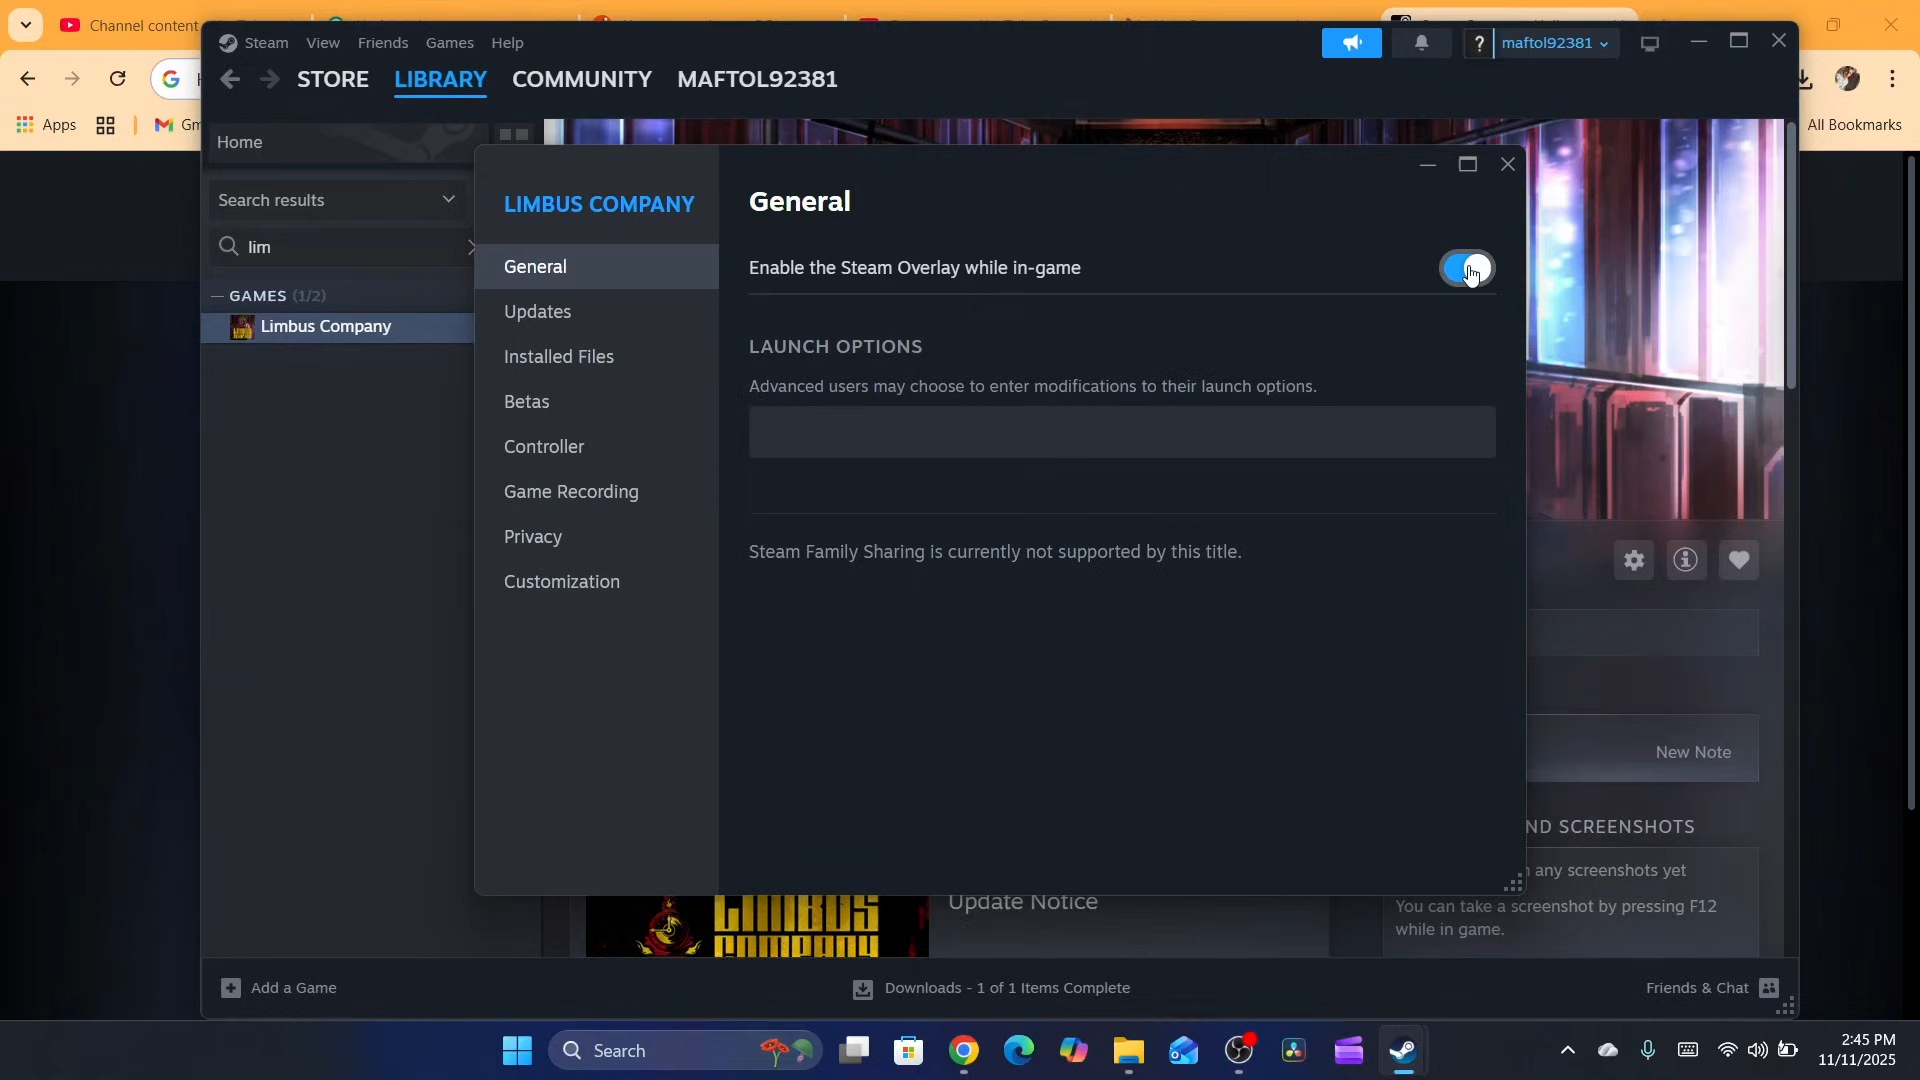 Channel content
Steam View Friends Games Help
? maftol92381
STORE LIBRARY COMMUNITY MAFTOL92381
Apps
All Bookmarks
Home
Search results
lim
GAMES (1/2)
Limbus Company
LIMBUS COMPANY
General
Updates
Installed Files
Betas
Controller
Game Recording
Privacy
Customization
General
Enable the Steam Overlay while in-game
LAUNCH OPTIONS
Advanced users may choose to enter modifications to their launch options.
Steam Family Sharing is currently not supported by this title.
New Note
ND SCREENSHOTS
any screenshots yet
You can take a screenshot by pressing F12
while in game.
LIMBUS
COMPANY
Update Notice
Add a Game
Downloads - 1 of 1 Items Complete
Friends & Chat
Search
2:45 PM
11/11/2025